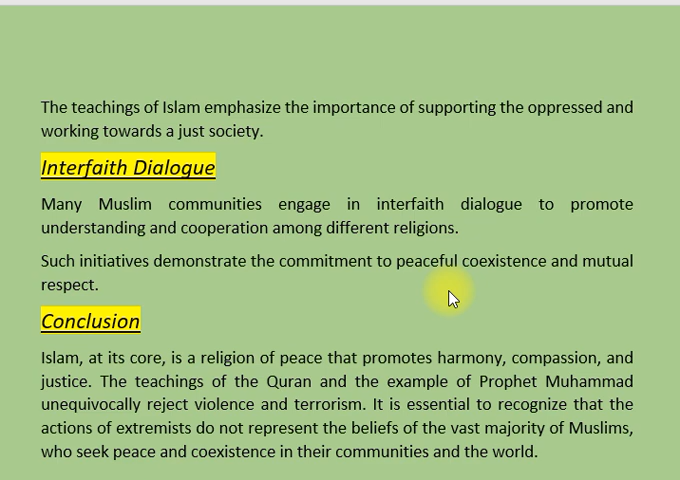 The teachings of Islam emphasize the importance of supporting the oppressed and
working towards a just society.
Interfaith Dialogue
Many Muslim communities engage in interfaith dialogue to promote
understanding and cooperation among different religions.
Such initiatives demonstrate the commitment to peaceful coexistence and mutual
respect.
Conclusion
Islam, at its core, is a religion of peace that promotes harmony, compassion, and
justice. The teachings of the Quran and the example of Prophet Muhammad
unequivocally reject violence and terrorism. It is essential to recognize that the
actions of extremists do not represent the beliefs of the vast majority of Muslims,
who seek peace and coexistence in their communities and the world.